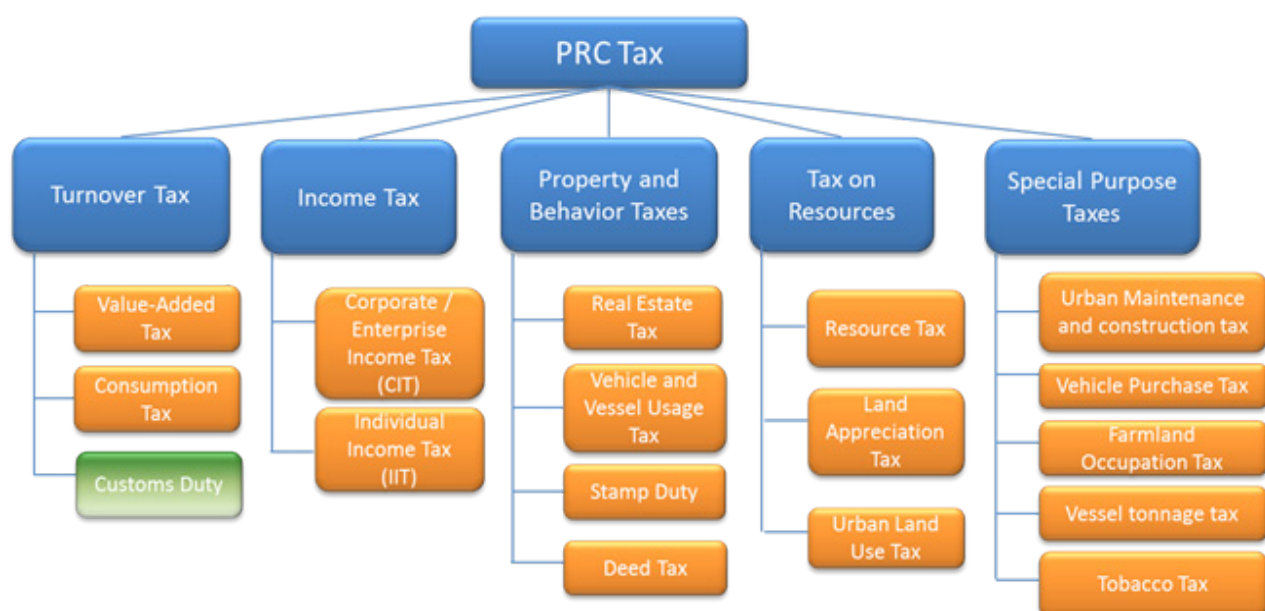 PRC Tax
Turnover Tax
Income Tax
Property and
Behavior Taxes
Tax on
Resources
Special Purpose
Taxes
Value-Added
Tax
Consumption
Tax
Customs Duty
Corporate /
Enterprise
Income Tax
(CIT)
Individual
Income Tax
(IIT)
Real Estate
Tax
Vehicle and
Vessel Usage
Tax
Stamp Duty
Deed Tax
Resource Tax
Land
Appreciation
Tax
Urban Land
Use Tax
Urban Maintenance
and construction tax
Vehicle Purchase Tax
Farmland
Occupation Tax
Vessel tonnage tax
Tobacco Tax